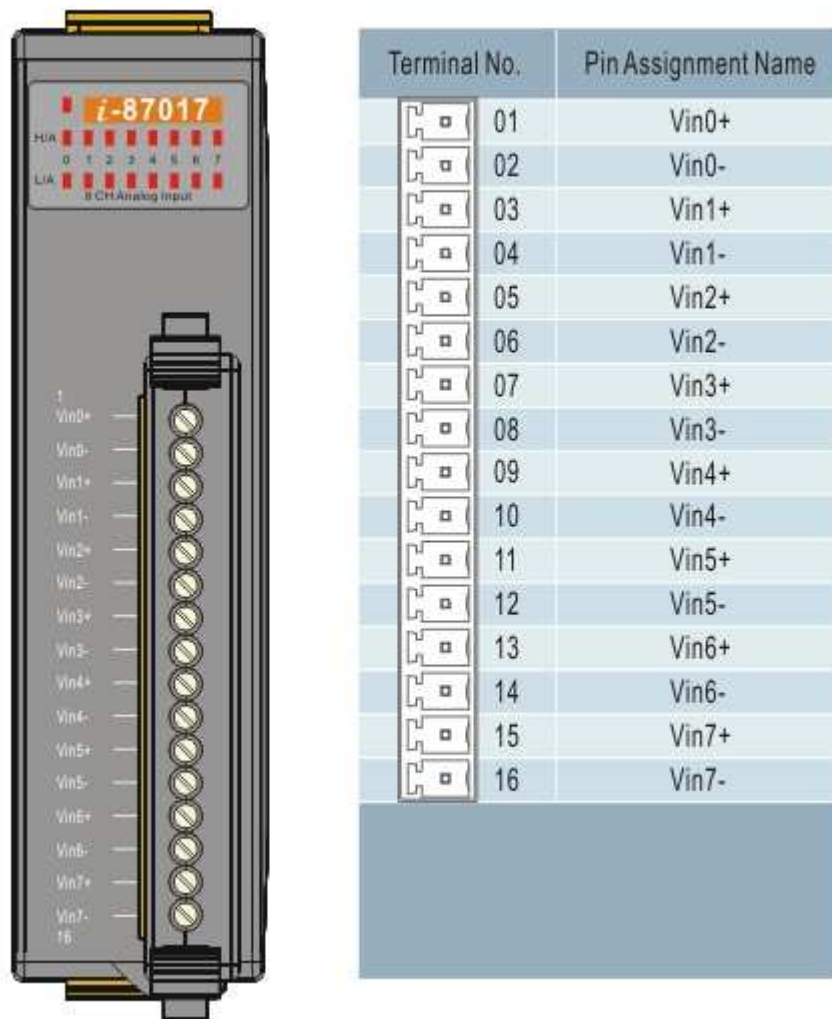 i-87017
H/A
0 1 2 3 4 5 6 7
L/A
8 CH Analog Input
1
Vin0+
Vin0-
Vin1+
Vin1-
Vin2+
Vin2-
Vin3+
Vin3-
Vin4+
Vin4-
Vin5+
Vin5-
Vin6+
Vin6-
Vin7+
Vin7-
16
Terminal No. Pin Assignment Name
01 Vin0+
02 Vin0-
03 Vin1+
04 Vin1-
05 Vin2+
06 Vin2-
07 Vin3+
08 Vin3-
09 Vin4+
10 Vin4-
11 Vin5+
12 Vin5-
13 Vin6+
14 Vin6-
15 Vin7+
16 Vin7-